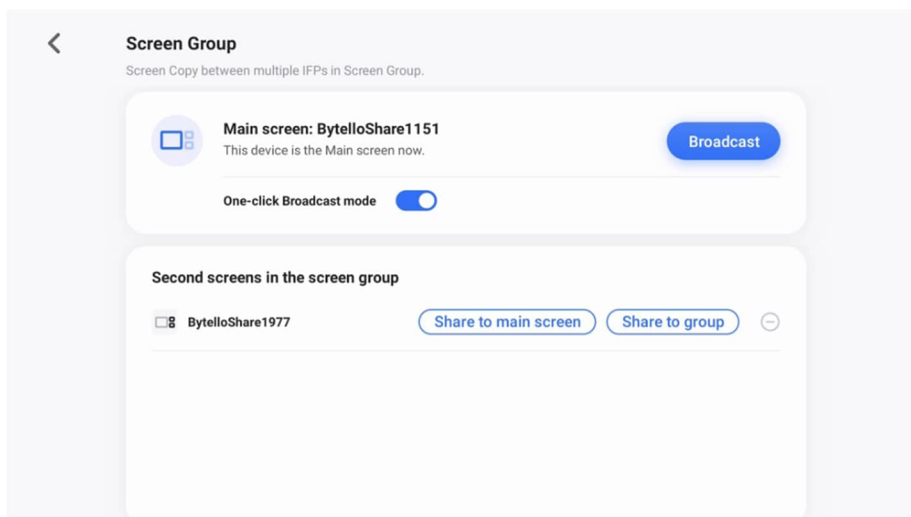 Screen Group
Screen Copy between multiple IFPs in Screen Group.
Main screen: BytelloShare1151
This device is the Main screen now.
Broadcast
One-click Broadcast mode
Second screens in the screen group
BytelloShare1977
Share to main screen
Share to group